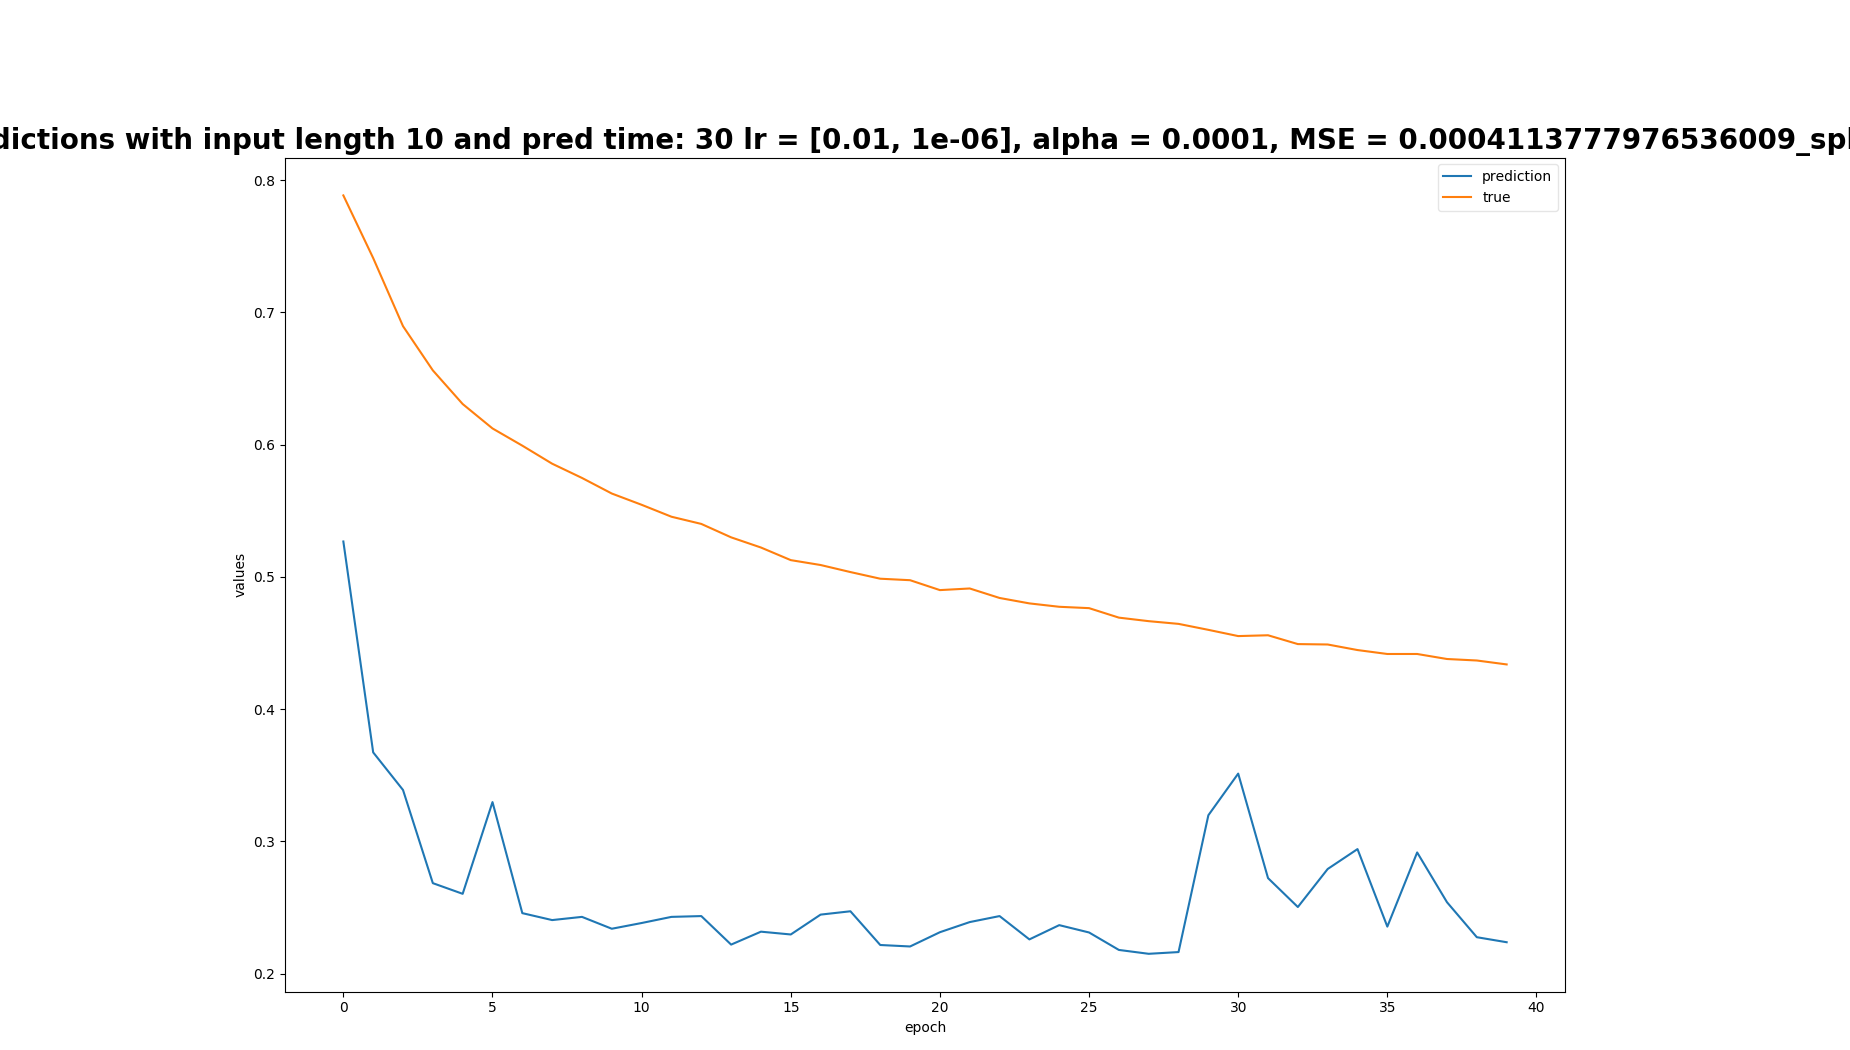 dictions with input length 10 and pred time: 30 lr = [0.01, 1e-06], alpha = 0.0001, MSE = 0.0004113777976536009_spl
prediction
true
0.8
0.7
0.6
0.5
0.4
0.3
0.2
values
0 5 10 15 20 25 30 35 40
epoch